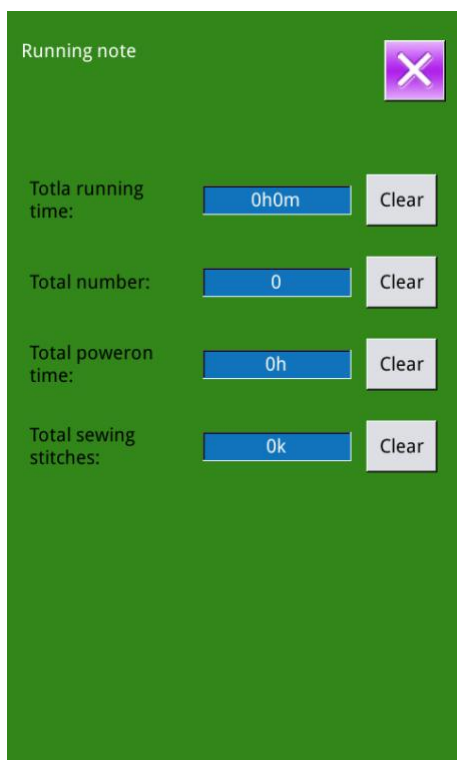 Running note
Totla running
time:
0h0m
Clear
Total number:
0
Clear
Total poweron
time:
0h
Clear
Total sewing
stitches:
0k
Clear